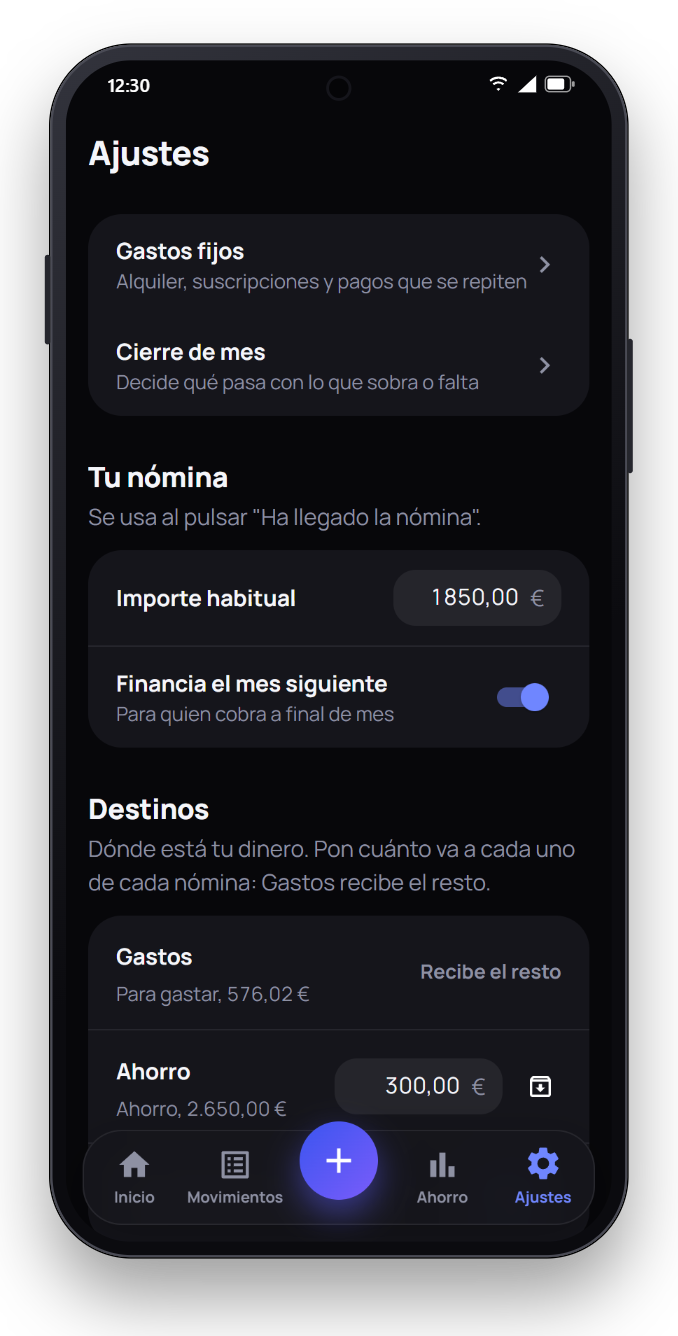 12:30
Ajustes
Gastos fijos
Alquiler, suscripciones y pagos que se repiten
Cierre de mes
Decide qué pasa con lo que sobra o falta
Tu nómina
Se usa al pulsar "Ha llegado la nómina".
Importe habitual
1850,00 €
Financia el mes siguiente
Para quien cobra a final de mes
Destinos
Dónde está tu dinero. Pon cuánto va a cada uno
de cada nómina: Gastos recibe el resto.
Gastos
Para gastar, 576,02 €
Recibe el resto
Ahorro
Ahorro, 2.650,00 €
300,00 €
Inicio
Movimientos
Ahorro
Ajustes